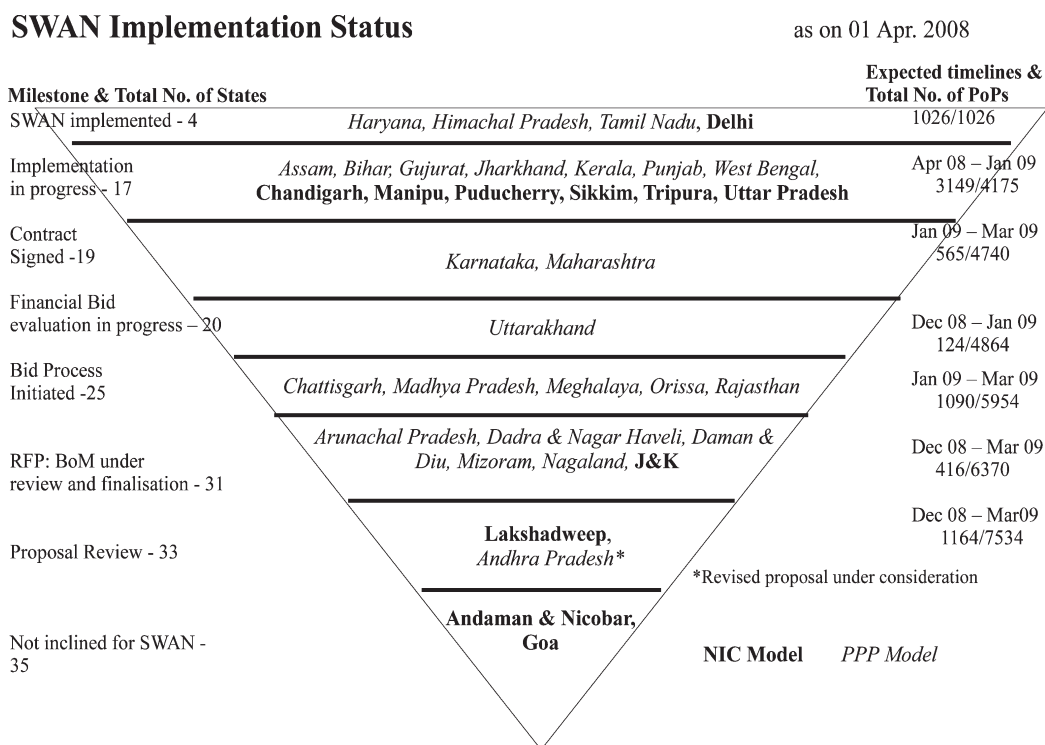 SWAN Implementation Status
as on 01 Apr. 2008
Milestone & Total No. of States
Expected timelines &
Total No. of PoPs
SWAN implemented - 4
Haryana, Himachal Pradesh, Tamil Nadu, Delhi
1026/1026
Implementation
in progress - 17
Assam, Bihar, Gujurat, Jharkhand, Kerala, Punjab, West Bengal,
Chandigarh, Manipu, Puducherry, Sikkim, Tripura, Uttar Pradesh
Apr 08 – Jan 09
3149/4175
Contract
Signed -19
Karnataka, Maharashtra
Jan 09 – Mar 09
565/4740
Financial Bid
evaluation in progress – 20
Uttarakhand
Dec 08 – Jan 09
124/4864
Bid Process
Initiated -25
Chattisgarh, Madhya Pradesh, Meghalaya, Orissa, Rajasthan
Jan 09 – Mar 09
1090/5954
RFP: BoM under
review and finalisation - 31
Arunachal Pradesh, Dadra & Nagar Haveli, Daman &
Diu, Mizoram, Nagaland, J&K
Dec 08 – Mar 09
416/6370
Proposal Review - 33
Lakshadweep,
Andhra Pradesh*
Dec 08 – Mar09
1164/7534
*Revised proposal under consideration
Not inclined for SWAN -
35
Andaman & Nicobar,
Goa
NIC Model PPP Model